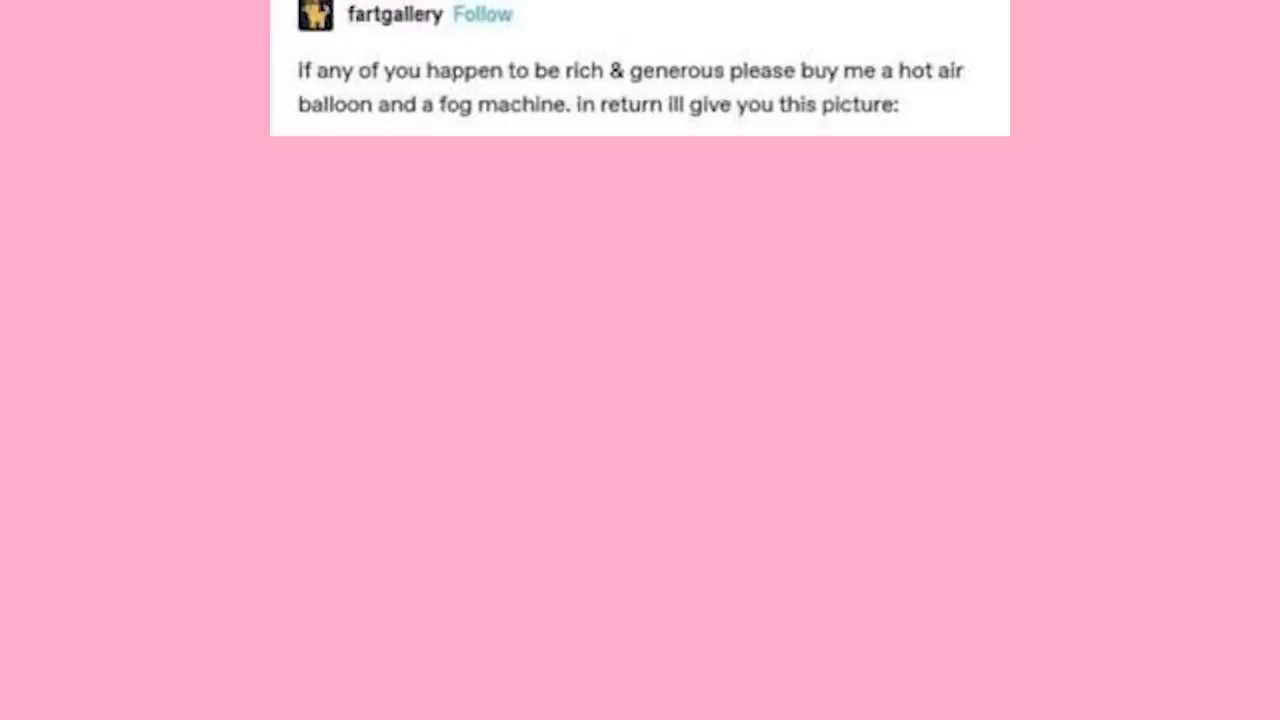 fartgallery Follow
if any of you happen to be rich & generous please buy me a hot air
balloon and a fog machine. in return ill give you this picture: